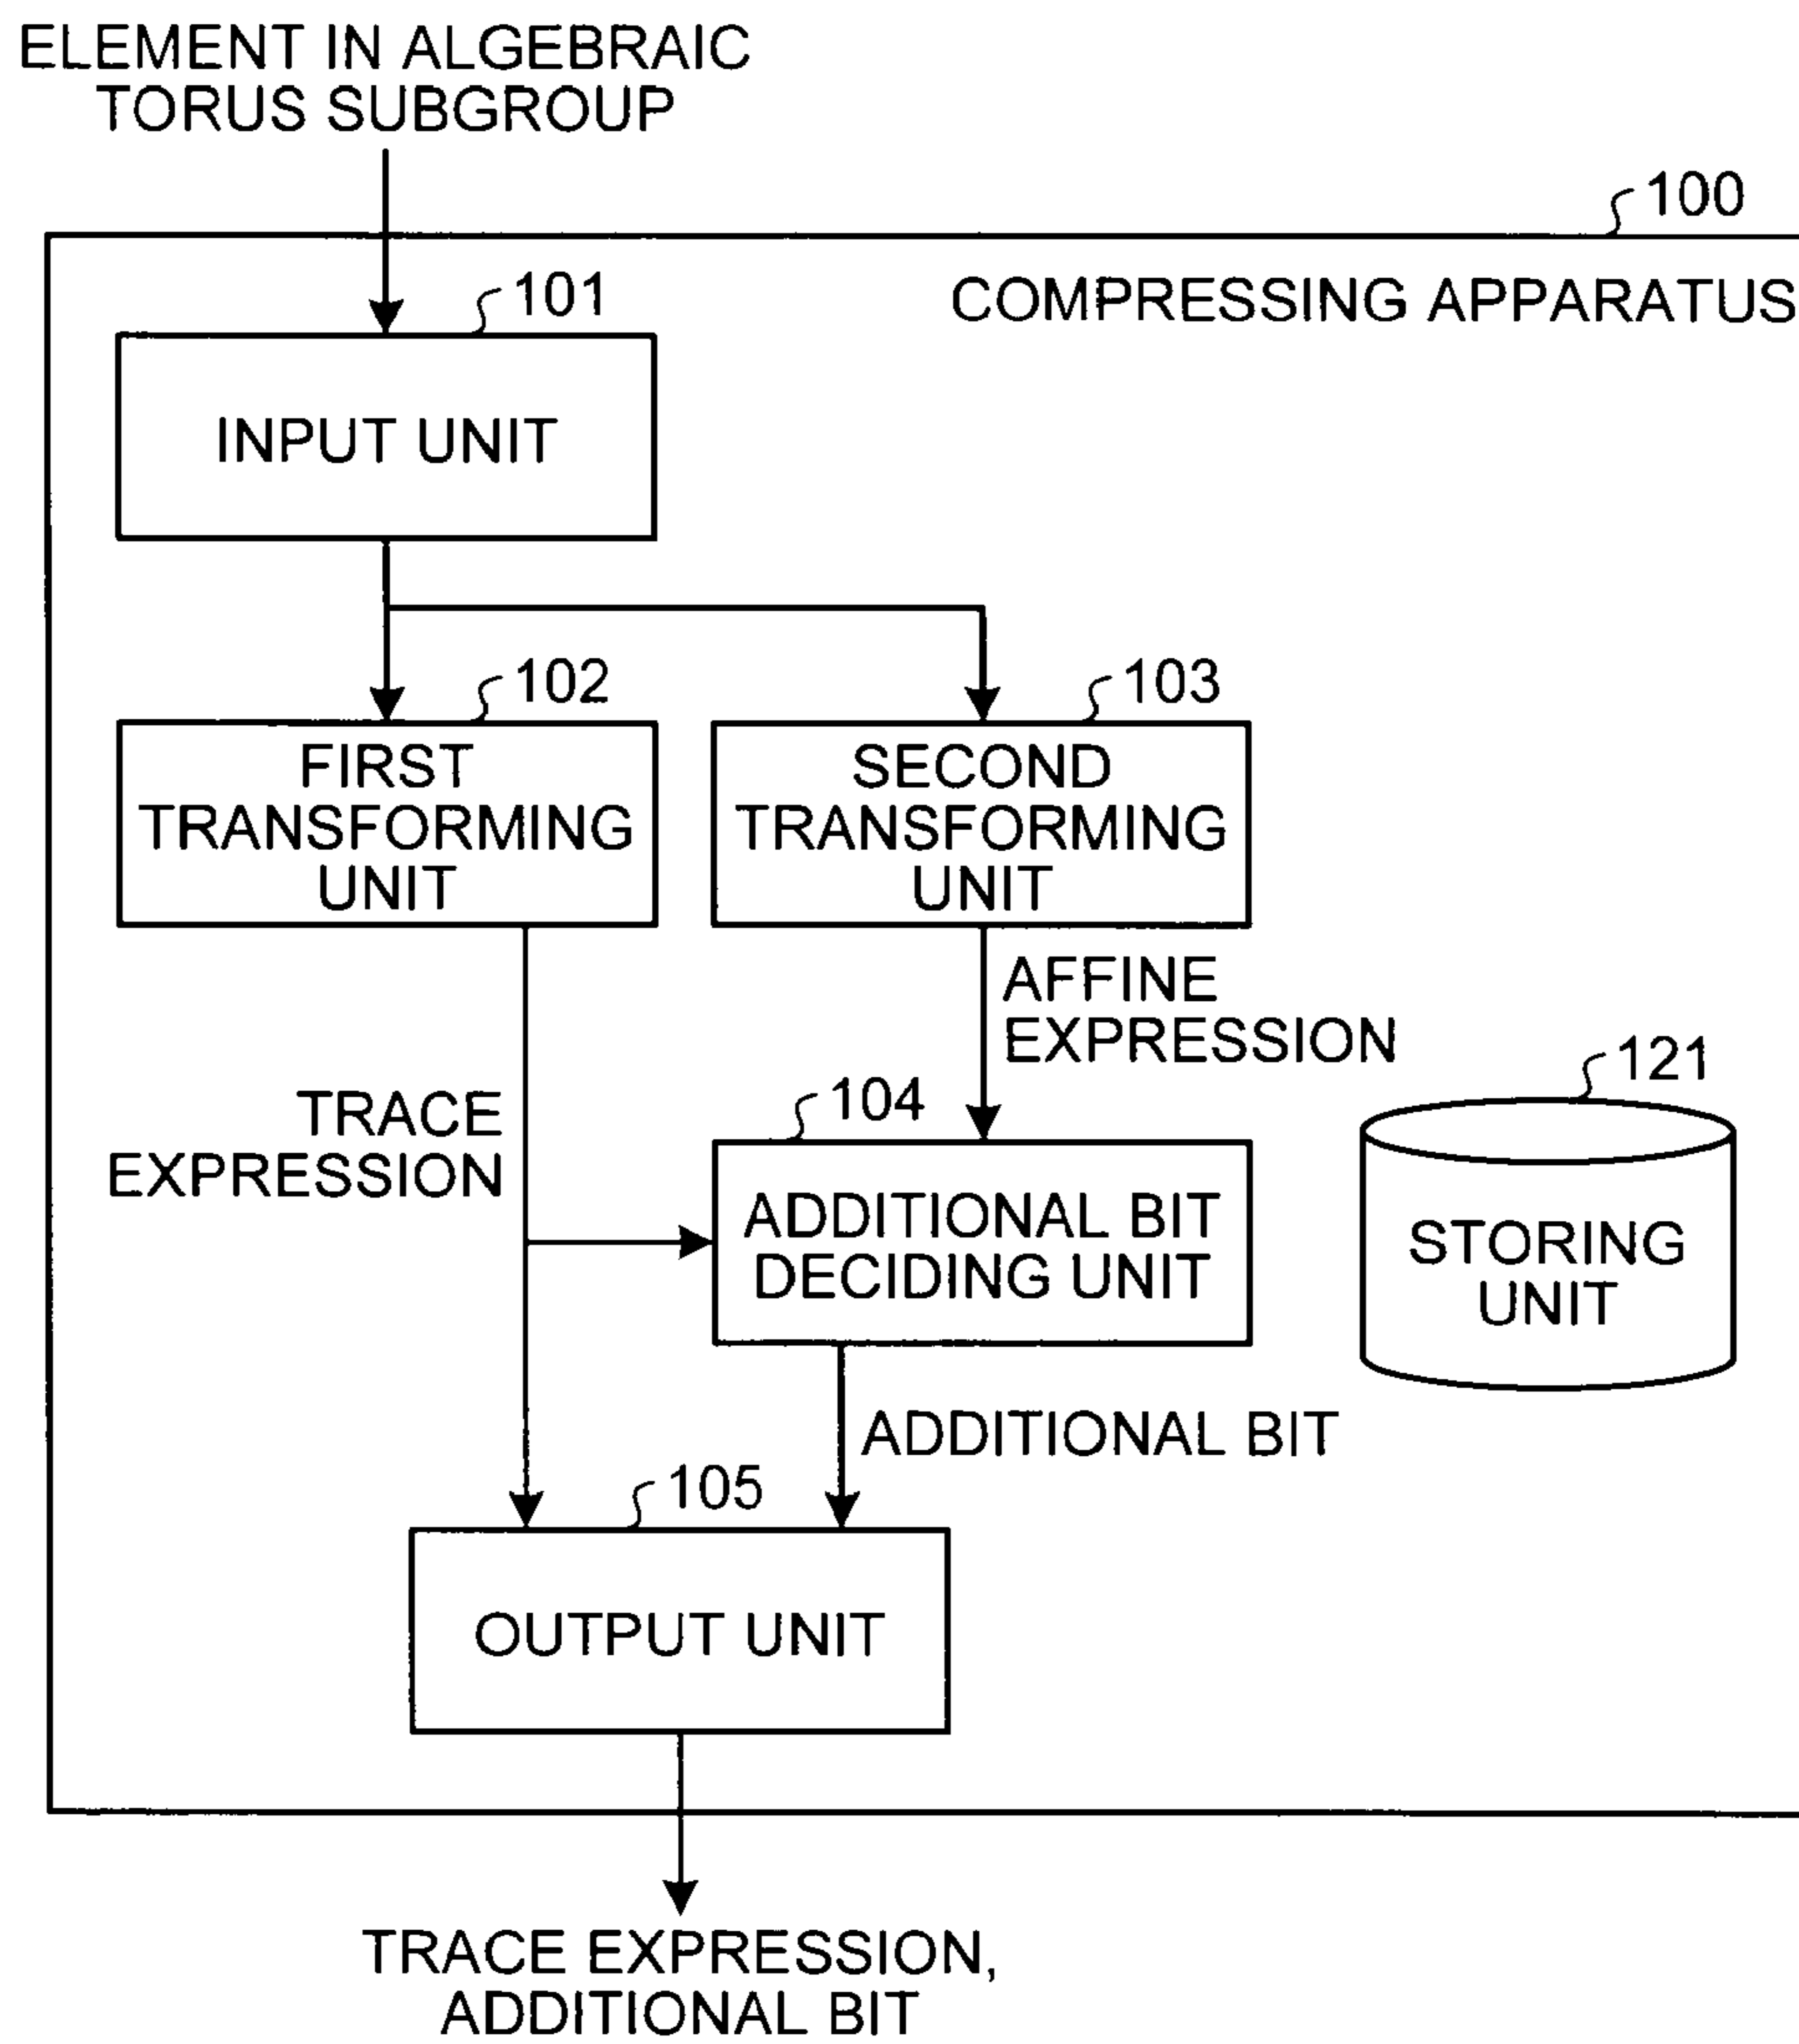 ELEMENT IN ALGEBRAIC
TORUS SUBGROUP
100
COMPRESSING APPARATUS
101
INPUT UNIT
102
FIRST
TRANSFORMING
UNIT
103
SECOND
TRANSFORMING
UNIT
AFFINE
EXPRESSION
TRACE
EXPRESSION
104
ADDITIONAL BIT
DECIDING UNIT
121
STORING
UNIT
ADDITIONAL BIT
105
OUTPUT UNIT
TRACE EXPRESSION,
ADDITIONAL BIT